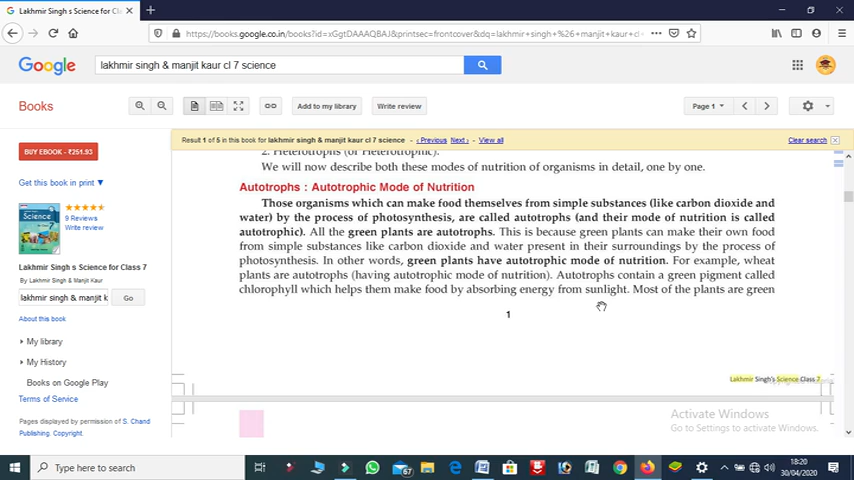 Lakhmir Singh's Science for Cla
https://books.google.co.in/books?id=xGgtDAAAQBAJ&printsec=frontcover&dq=lakhmir+singh+%26+manjit+kaur+cl
Google
lakhmir singh & manjit kaur cl 7 science
Books
Add to my library
Write review
Page 1
Result 1 of 5 in this book for lakhmir singh & manjit kaur cl 7 science
‹ Previous
Next ›
View all
Clear search
BUY EBOOK - ₹251.93
Get this book in print
9 Reviews
Write review
Lakhmir Singh s Science for Class 7
By Lakhmir Singh & Manjit Kaur
lakhmir singh & manjit k
Go
About this book
My library
My History
Books on Google Play
Terms of Service
Pages displayed by permission of S. Chand
Publishing. Copyright.
2. Heterotrophs (or Heterotrophic).
We will now describe both these modes of nutrition of organisms in detail, one by one.
Autotrophs : Autotrophic Mode of Nutrition
Those organisms which can make food themselves from simple substances (like carbon dioxide and
water) by the process of photosynthesis, are called autotrophs (and their mode of nutrition is called
autotrophic). All the green plants are autotrophs. This is because green plants can make their own food
from simple substances like carbon dioxide and water present in their surroundings by the process of
photosynthesis. In other words, green plants have autotrophic mode of nutrition. For example, wheat
plants are autotrophs (having autotrophic mode of nutrition). Autotrophs contain a green pigment called
chlorophyll which helps them make food by absorbing energy from sunlight. Most of the plants are green
1
Lakhmir Singh's Science Class 7
Activate Windows
Go to Settings to activate Windows.
Type here to search
67
18:20
30/04/2020